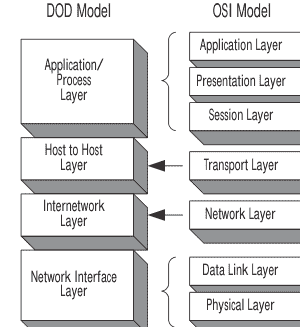 DOD Model
OSI Model
Application/
Process
Layer
Application Layer
Presentation Layer
Session Layer
Host to Host
Layer
Transport Layer
Internetwork
Layer
Network Layer
Network Interface
Layer
Data Link Layer
Physical Layer